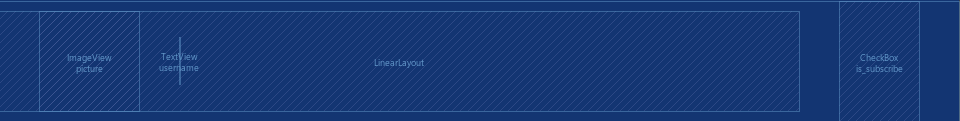 ImageView
picture
TextView
username
LinearLayout
CheckBox
is_subscribe